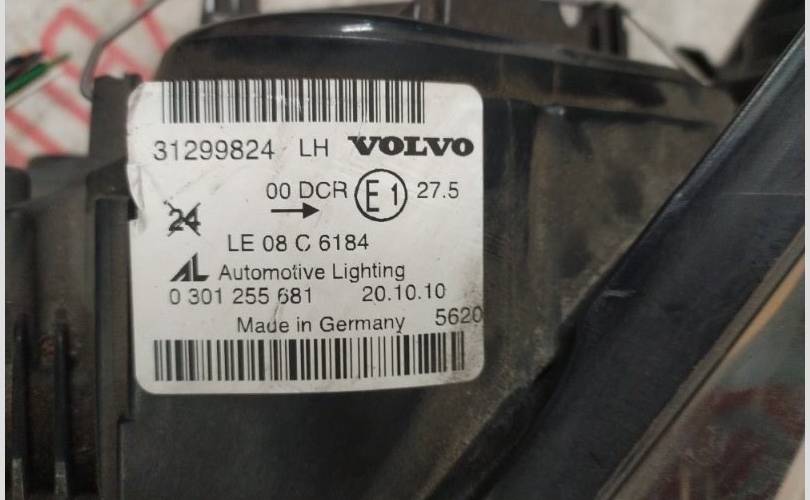 31299824 LH VOLVO
00 DCR E1 27.5
24
LE 08 C 6184
AL Automotive Lighting
0 301 255 681 20.10.10
Made in Germany 5620